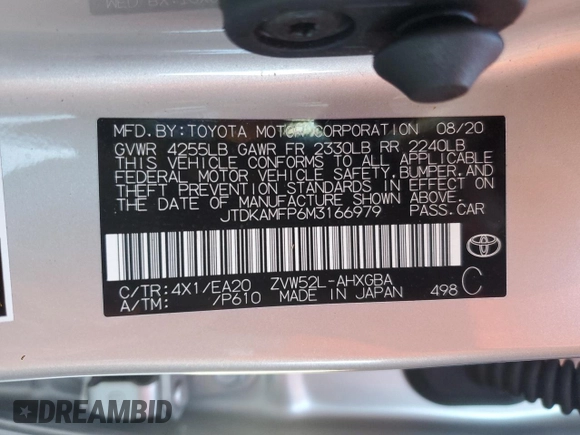 MFD. BY: TOYOTA MOTOR CORPORATION 08/20
GVWR 4255LB GAWR FR 2330LB RR 2240LB
THIS VEHICLE CONFORMS TO ALL APPLICABLE
FEDERAL MOTOR VEHICLE SAFETY, BUMPER, AND
THEFT PREVENTION STANDARDS IN EFFECT ON
THE DATE OF MANUFACTURE SHOWN ABOVE.
JTDKAMFP6M3166979 PASS.CAR
C/TR: 4X1/EA20 ZVW52L-AHXGBA
A/TM: /P610 MADE IN JAPAN 498 C
DREAMBID